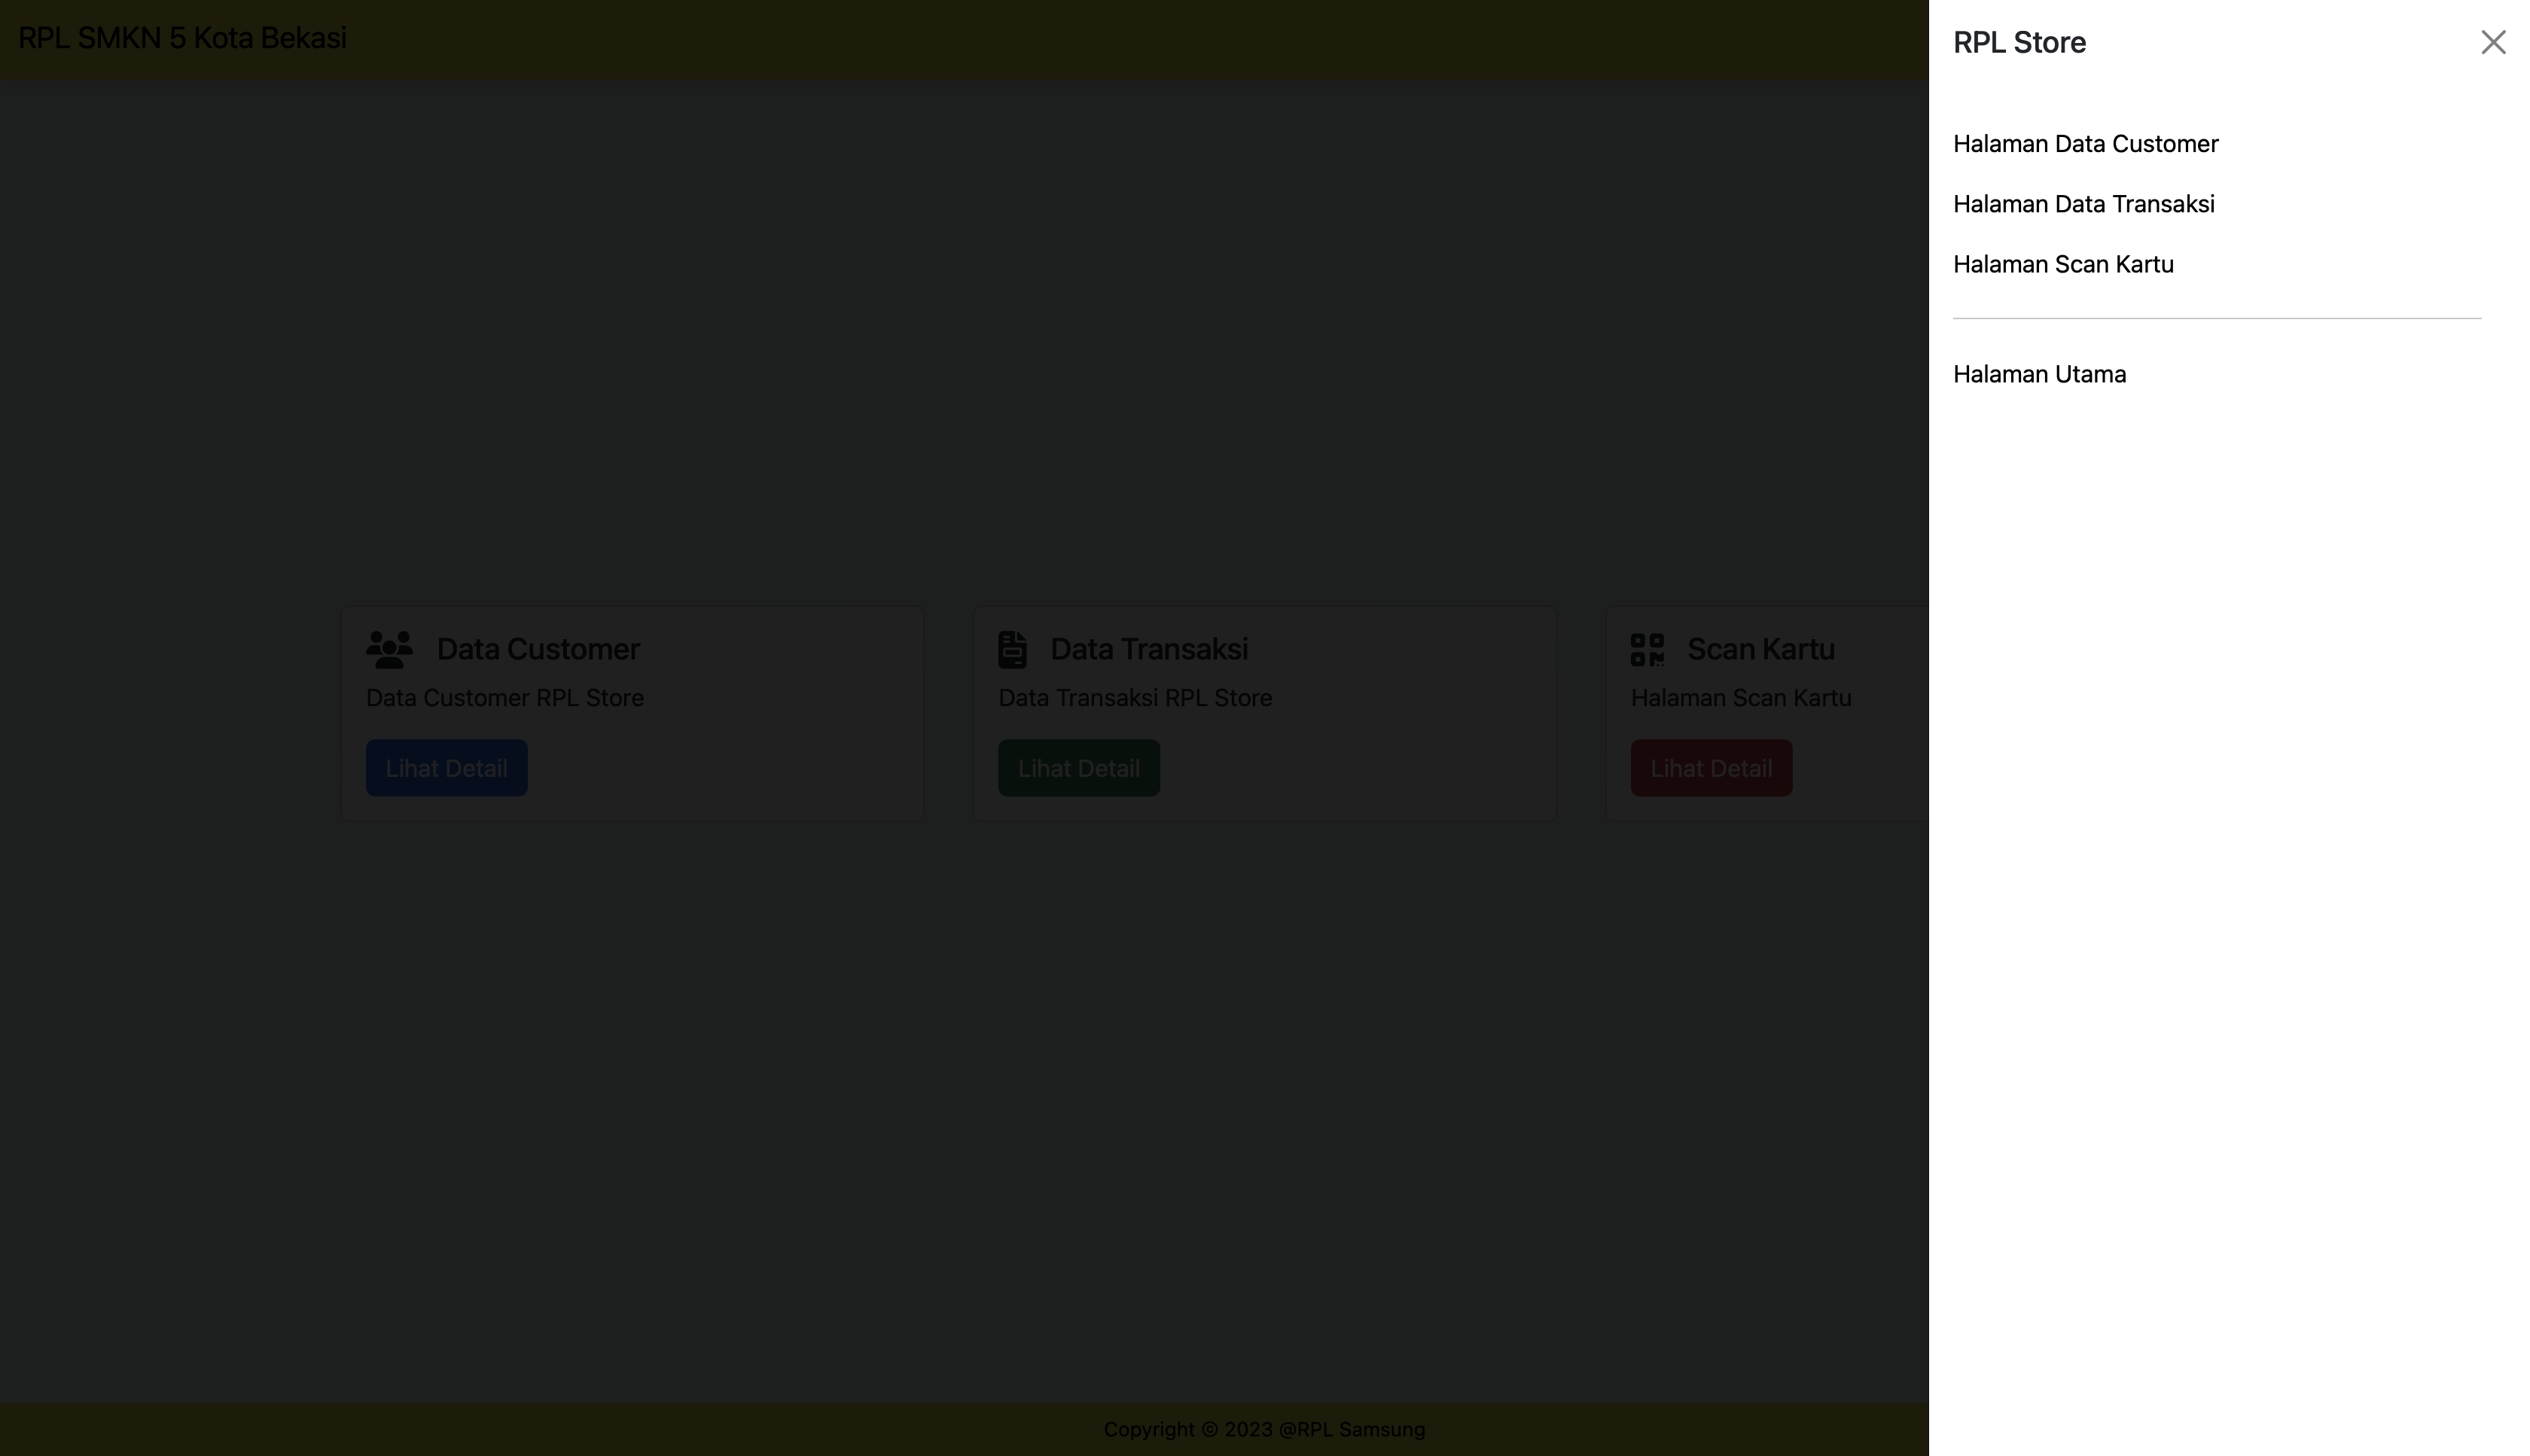 RPL SMKN 5 Kota Bekasi
RPL Store
Halaman Data Customer
Halaman Data Transaksi
Halaman Scan Kartu
Halaman Utama
Data Customer
Data Customer RPL Store
Lihat Detail
Data Transaksi
Data Transaksi RPL Store
Lihat Detail
Scan Kartu
Halaman Scan Kartu
Lihat Detail
Copyright © 2023 @RPL Samsung